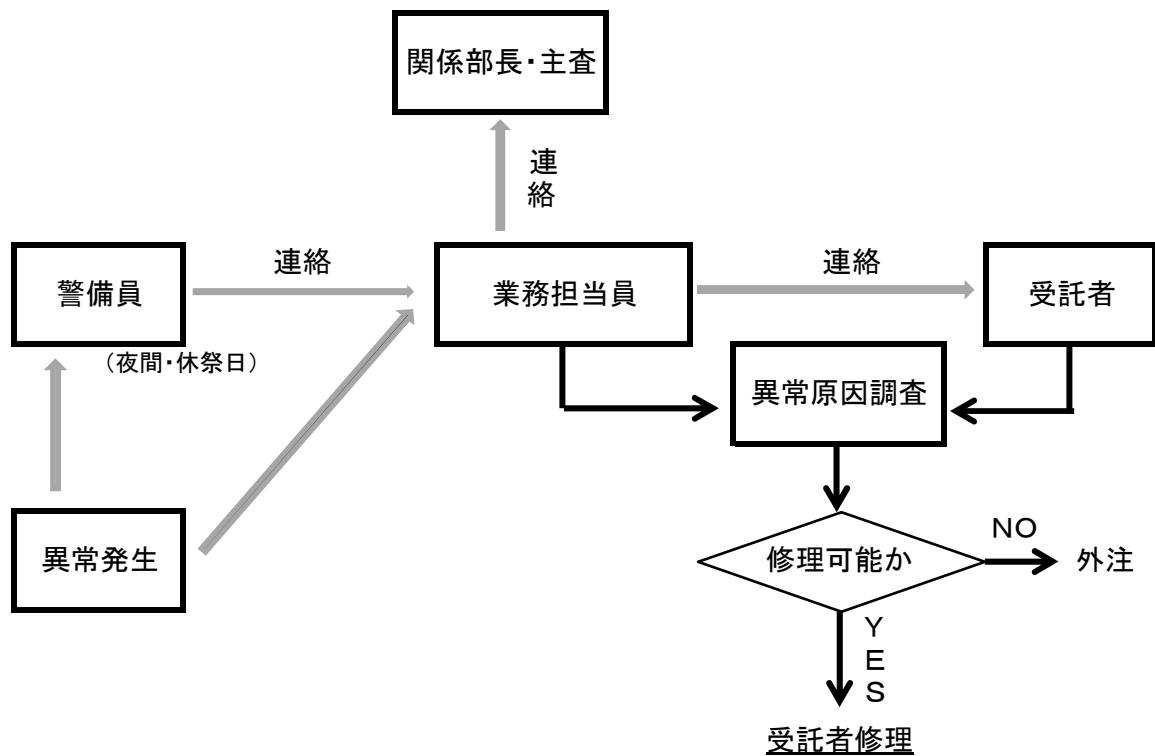 関係部長・主査
連
絡
警備員
連絡
業務担当員
連絡
受託者
（夜間・休祭日）
異常原因調査
異常発生
修理可能か
NO
外注
Y
E
S
受託者修理